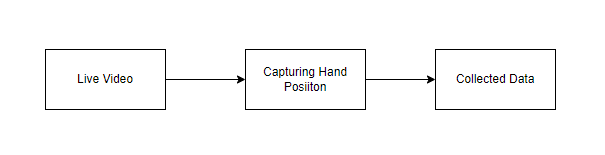 Live Video
Capturing Hand
Posiiton
Collected Data